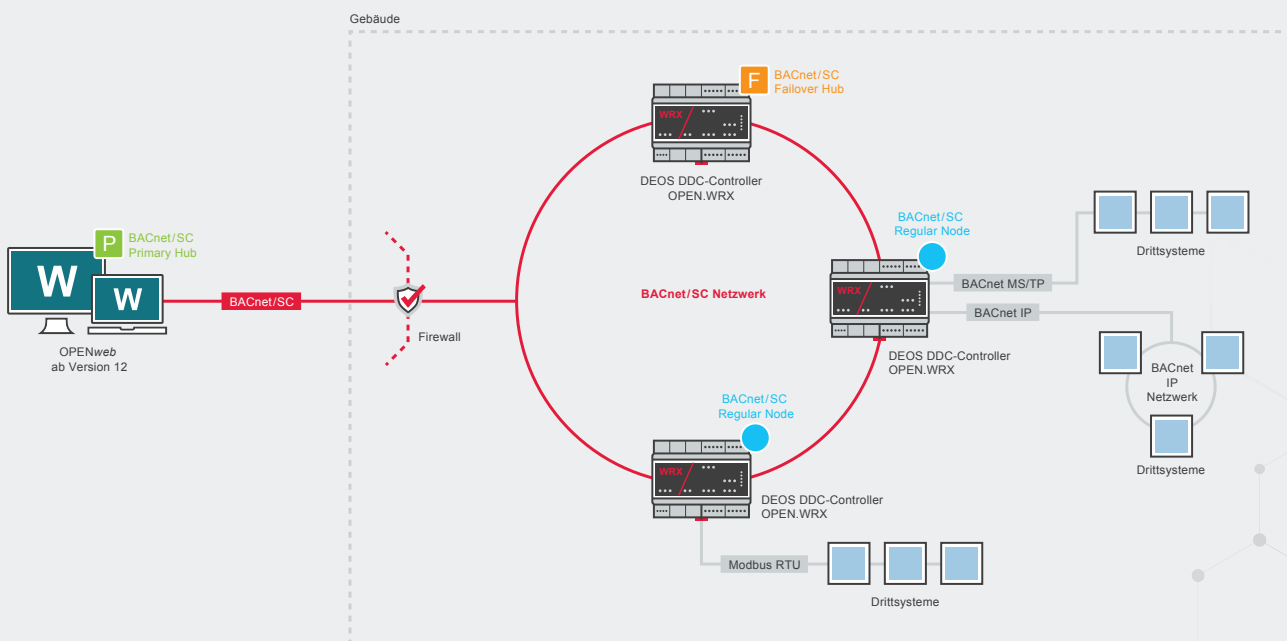 Gebäude
F
BACnet/SC
Failover Hub
WRX
DEOS DDC-Controller
OPEN.WRX
P
BACnet/SC
Primary Hub
W
W
OPENweb
ab Version 12
BACnet/SC
Firewall
BACnet/SC Netzwerk
BACnet/SC
Regular Node
WRX
DEOS DDC-Controller
OPEN.WRX
BACnet MS/TP
BACnet IP
Drittsysteme
BACnet
IP
Netzwerk
Drittsysteme
BACnet/SC
Regular Node
WRX
DEOS DDC-Controller
OPEN.WRX
Modbus RTU
Drittsysteme